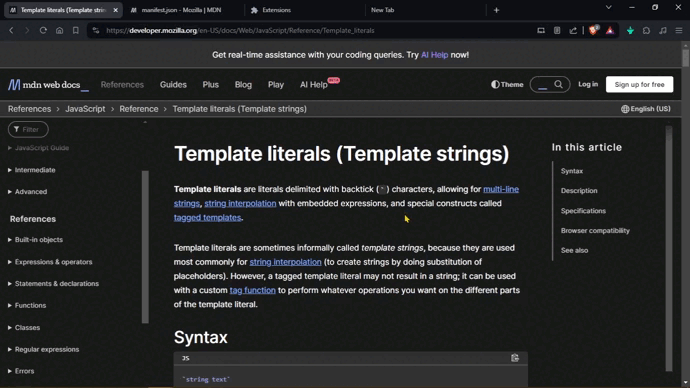 Template literals (Template strin
manifest.json - Mozilla | MDN
Extensions
New Tab
https://developer.mozilla.org/en-US/docs/Web/JavaScript/Reference/Template_literals
Get real-time assistance with your coding queries. Try AI Help now!
mdn web docs_
References
Guides
Plus
Blog
Play
AI Help
BETA
Theme
Log in
Sign up for free
References > JavaScript > Reference > Template literals (Template strings)
English (US)
Filter
JavaScript Guide
Intermediate
Advanced
References
Built-in objects
Expressions & operators
Statements & declarations
Functions
Classes
Regular expressions
Errors
Template literals (Template strings)
Template literals are literals delimited with backtick (`) characters, allowing for multi-line
strings, string interpolation with embedded expressions, and special constructs called
tagged templates.
Template literals are sometimes informally called template strings, because they are used
most commonly for string interpolation (to create strings by doing substitution of
placeholders). However, a tagged template literal may not result in a string; it can be used
with a custom tag function to perform whatever operations you want on the different parts
of the template literal.
Syntax
JS
`string text`
In this article
Syntax
Description
Specifications
Browser compatibility
See also